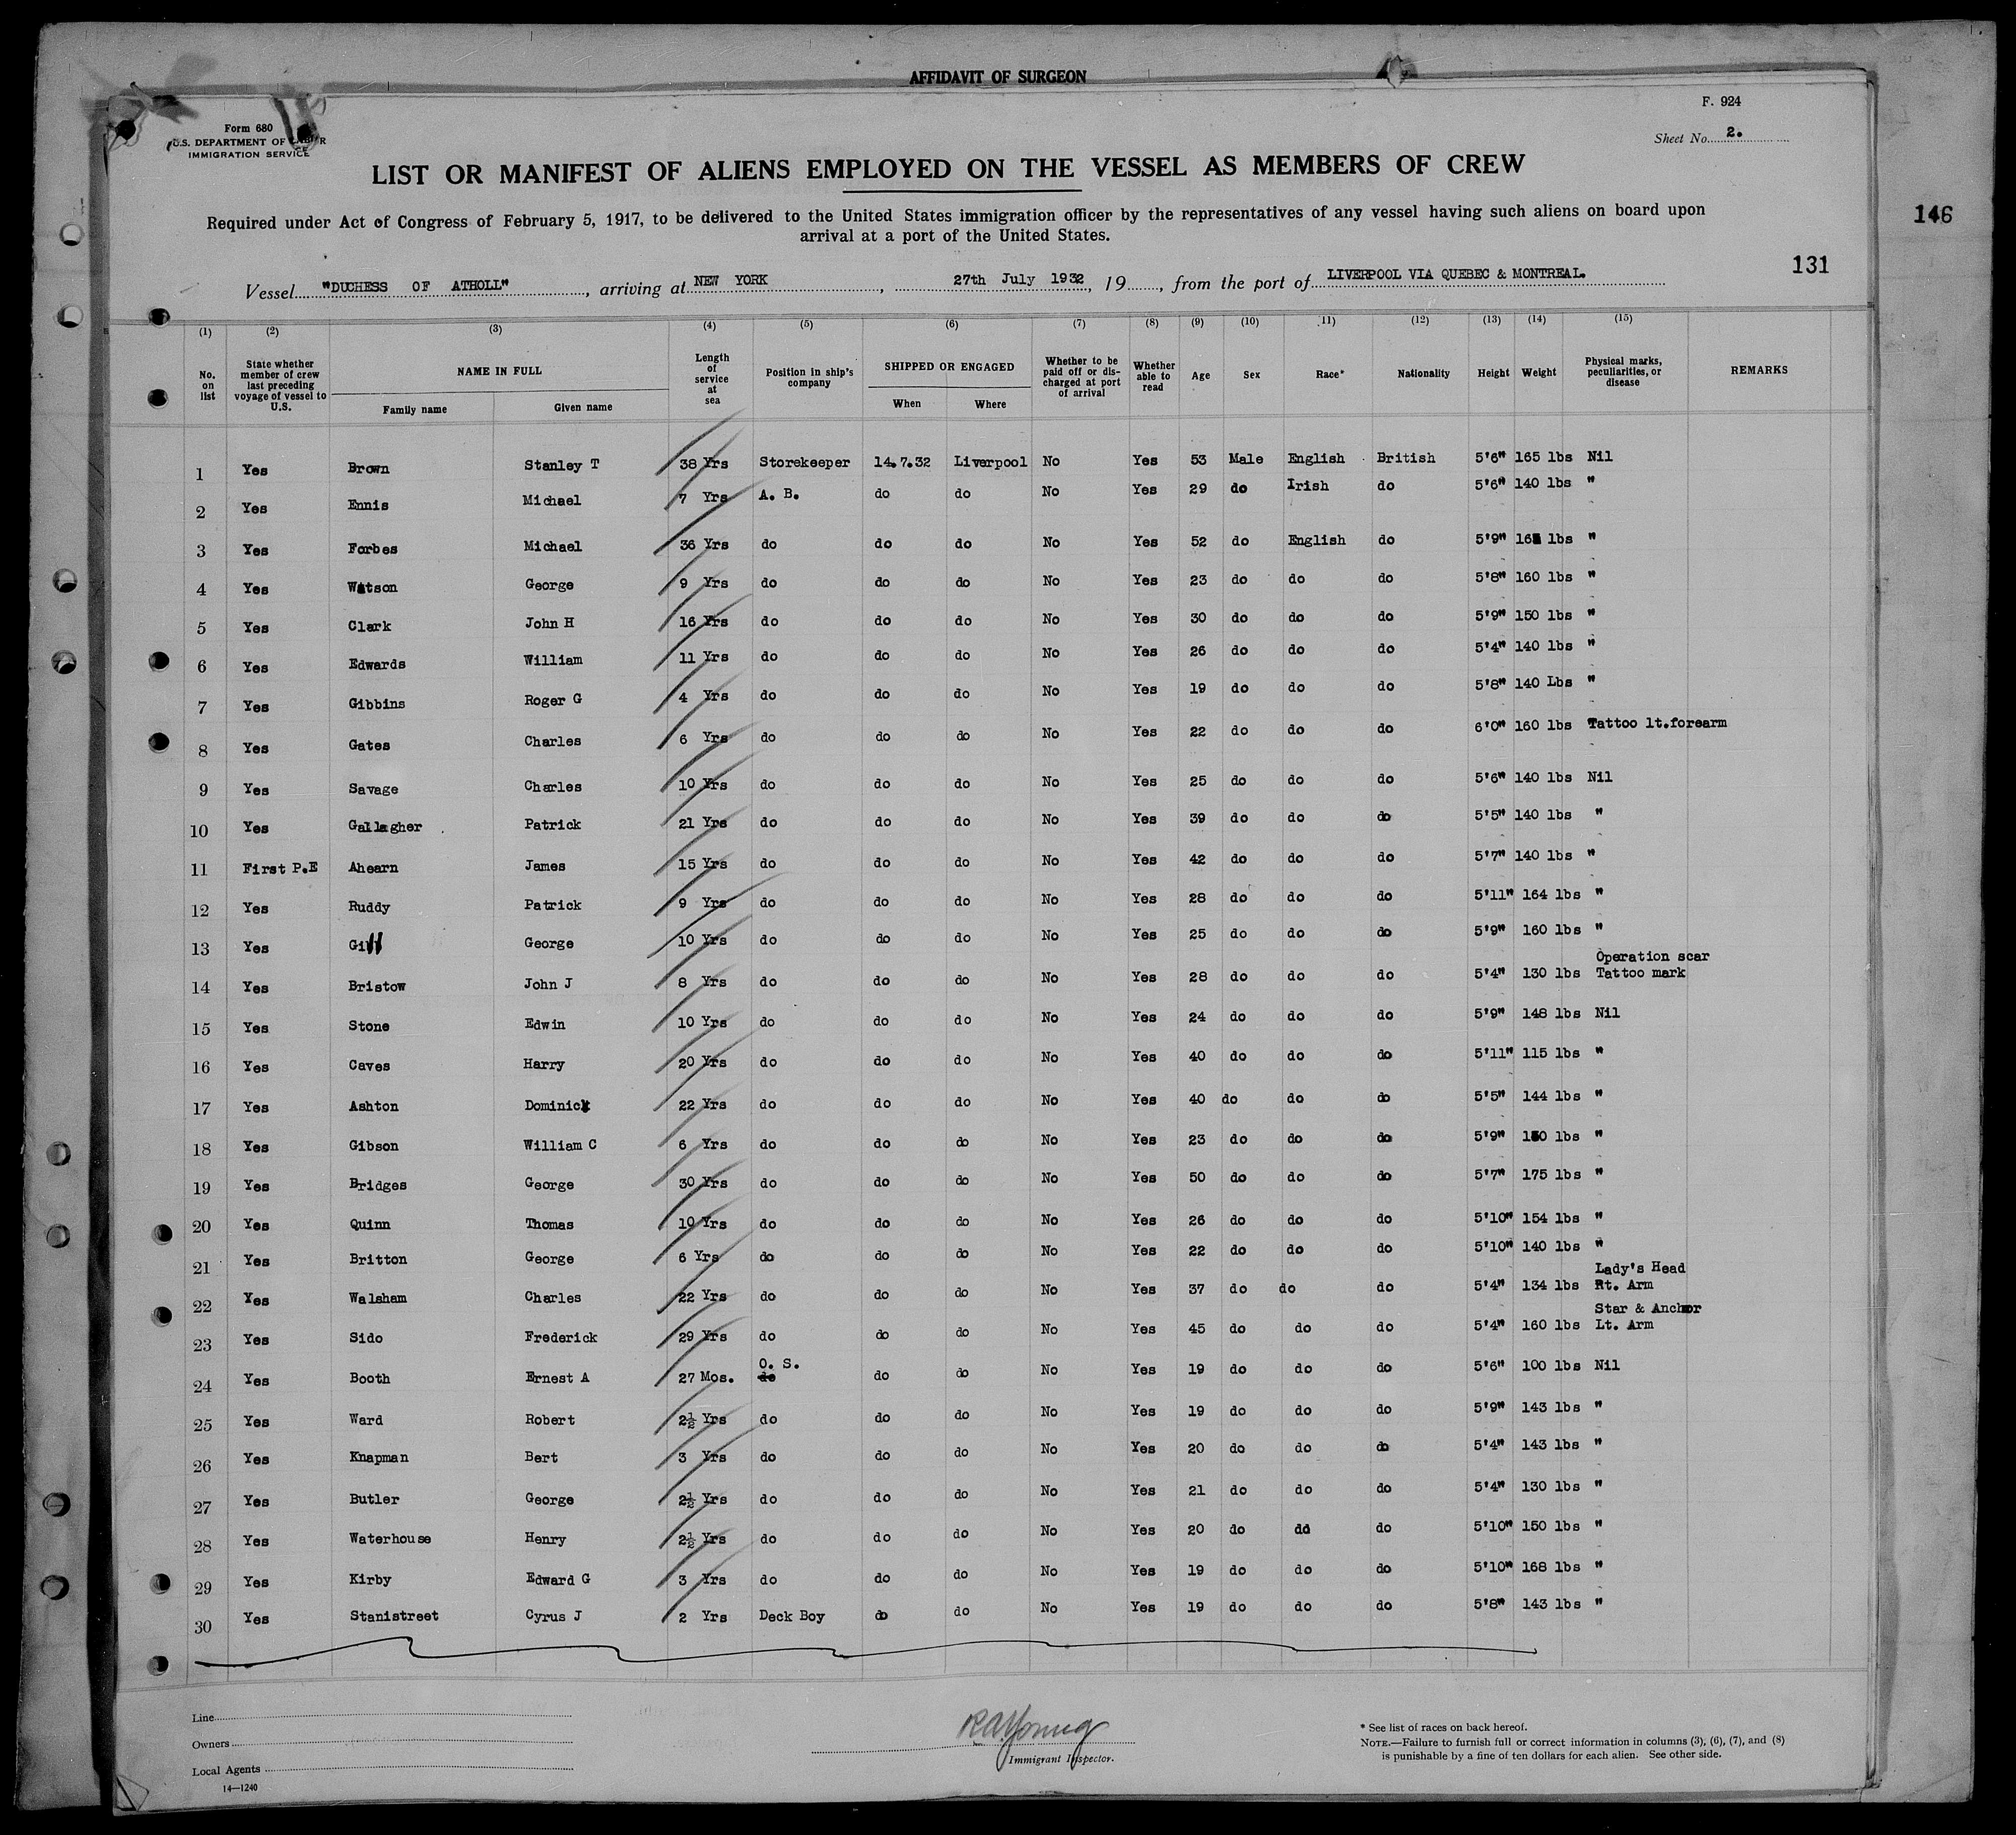 AFFIDAVIT OF SURGEON
F. 924
Form 680
U.S. DEPARTMENT OF LABOR
IMMIGRATION SERVICE
Sheet No. 2.
LIST OR MANIFEST OF ALIENS EMPLOYED ON THE VESSEL AS MEMBERS OF CREW
146
Required under Act of Congress of February 5, 1917, to be delivered to the United States immigration officer by the representatives of any vessel having such aliens on board upon
arrival at a port of the United States.
131
Vessel "DUCHESS OF ATHOLL", arriving at NEW YORK, 27th July 1932, 19, from the port of LIVERPOOL VIA QUEBEC & MONTREAL.
(1) (2) (3) (4) (5) (6) (7) (8) (9) (10) (11) (12) (13) (14) (15)
No. on list | State whether member of crew last preceding voyage of vessel to U.S. | NAME IN FULL | Length of service at sea | Position in ship's company | SHIPPED OR ENGAGED | Whether to be paid off or discharged at port of arrival | Whether able to read | Age | Sex | Race* | Nationality | Height | Weight | Physical marks, peculiarities, or disease | REMARKS
Family name Given name When Where
1 Yes Brown Stanley T 38 Yrs Storekeeper 14.7.32 Liverpool No Yes 53 Male English British 5'6" 165 lbs Nil
2 Yes Ennis Michael 7 Yrs A. B. do do No Yes 29 do Irish do 5'6" 140 lbs "
3 Yes Forbes Michael 36 Yrs do do do No Yes 52 do English do 5'9" lbs "
4 Yes Watson George 9 Yrs do do do No Yes 23 do do do 5'8" 160 lbs "
5 Yes Clark John H 16 Yrs do do do No Yes 30 do do do 5'9" 150 lbs "
6 Yes Edwards William 11 Yrs do do do No Yes 26 do do do 5'4" 140 lbs "
7 Yes Gibbins Roger G 4 Yrs do do do No Yes 19 do do do 5'8" 140 Lbs "
8 Yes Gates Charles 6 Yrs do do do No Yes 22 do do do 6'0" 160 lbs Tattoo lt.forearm
9 Yes Savage Charles 10 Yrs do do do No Yes 25 do do do 5'6" 140 lbs Nil
10 Yes Gallagher Patrick 21 Yrs do do do No Yes 39 do do do 5'5" 140 lbs "
11 First P.E Ahearn James 15 Yrs do do do No Yes 42 do do do 5'7" 140 lbs "
12 Yes Ruddy Patrick 9 Yrs do do do No Yes 28 do do do 5'11" 164 lbs "
13 Yes Gill George 10 Yrs do do do No Yes 25 do do do 5'9" 160 lbs "
Operation scar
14 Yes Bristow John J 8 Yrs do do do No Yes 28 do do do 5'4" 130 lbs Tattoo mark
15 Yes Stone Edwin 10 Yrs do do do No Yes 24 do do do 5'9" 148 lbs Nil
16 Yes Caves Harry 20 Yrs do do do No Yes 40 do do do 5'11" 115 lbs "
17 Yes Ashton Dominick 22 Yrs do do do No Yes 40 do do do 5'5" 144 lbs "
18 Yes Gibson William C 6 Yrs do do do No Yes 23 do do do 5'9" lbs "
19 Yes Bridges George 30 Yrs do do do No Yes 50 do do do 5'7" 175 lbs "
20 Yes Quinn Thomas 10 Yrs do do do No Yes 26 do do do 5'10" 154 lbs "
21 Yes Britton George 6 Yrs do do do No Yes 22 do do do 5'10" 140 lbs "
Lady's Head
22 Yes Walsham Charles 22 Yrs do do do No Yes 37 do do do 5'4" 134 lbs Rt. Arm
Star & Anchor
23 Yes Sido Frederick 29 Yrs do do do No Yes 45 do do do 5'4" 160 lbs Lt. Arm
O. S.
24 Yes Booth Ernest A 27 Mos. do do do No Yes 19 do do do 5'6" 100 lbs Nil
25 Yes Ward Robert 2½ Yrs do do do No Yes 19 do do do 5'9" 143 lbs "
26 Yes Knapman Bert 3 Yrs do do do No Yes 20 do do do 5'4" 143 lbs "
27 Yes Butler George 2½ Yrs do do do No Yes 21 do do do 5'4" 130 lbs "
28 Yes Waterhouse Henry 2½ Yrs do do do No Yes 20 do dd do 5'10" 150 lbs "
29 Yes Kirby Edward G 3 Yrs do do do No Yes 19 do do do 5'10" 168 lbs "
30 Yes Stanistreet Cyrus J 2 Yrs Deck Boy do do No Yes 19 do do do 5'8" 143 lbs "
Line
Owners
Local Agents
14—1240
R A Young
Immigrant Inspector.
* See list of races on back hereof.
NOTE.—Failure to furnish full or correct information in columns (3), (6), (7), and (8)
is punishable by a fine of ten dollars for each alien. See other side.